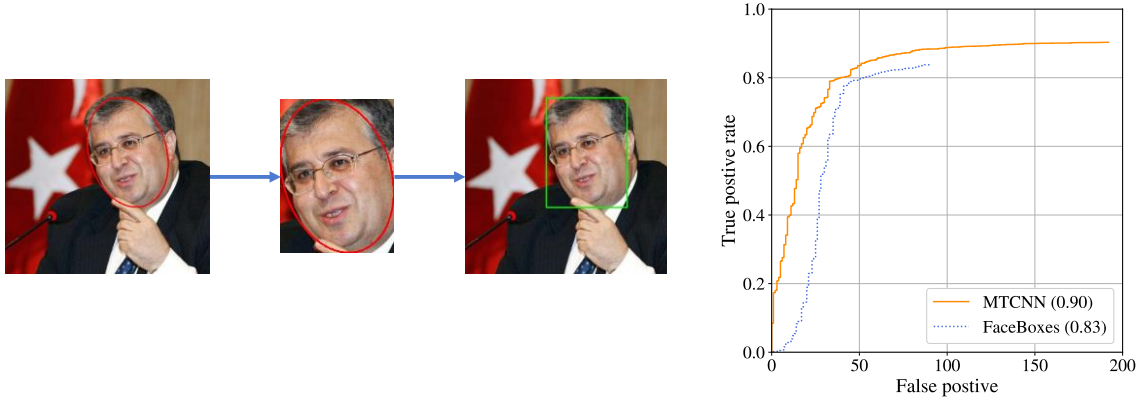 1.0
0.8
0.6
0.4
0.2
0.0
True postive rate
MTCNN (0.90)
FaceBoxes (0.83)
0
50
100
150
200
False postive